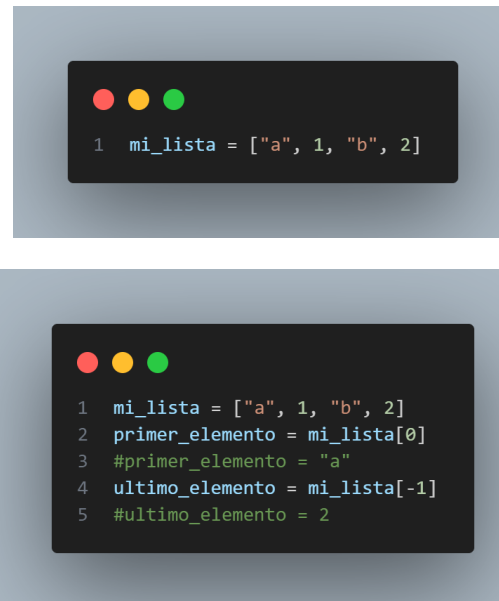 1 mi_lista = ["a", 1, "b", 2]
1 mi_lista = ["a", 1, "b", 2]
2 primer_elemento = mi_lista[0]
3 #primer_elemento = "a"
4 ultimo_elemento = mi_lista[-1]
5 #ultimo_elemento = 2